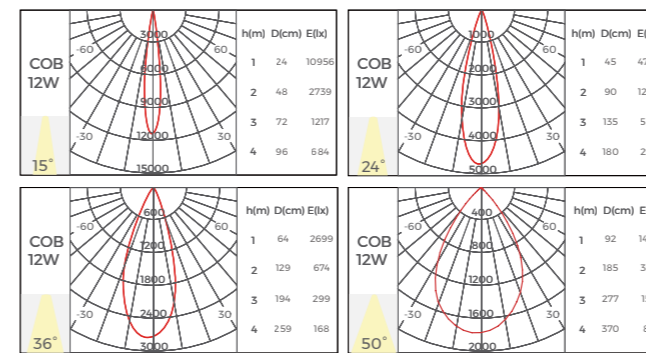 COB
12W
15°
-60
60
-30
30
3000
6000
9000
12000
15000
h(m) D(cm) E(lx)
1 24 10956
2 48 2739
3 72 1217
4 96 684
COB
12W
24°
-60
60
-30
30
1000
2000
3000
4000
5000
h(m) D(cm)
1 45
2 90
3 135
4 180
COB
12W
36°
-60
60
-30
30
600
1200
1800
2400
3000
h(m) D(cm) E(lx)
1 64 2699
2 129 674
3 194 299
4 259 168
COB
12W
50°
-60
60
-30
30
400
800
1200
1600
2000
h(m) D(cm)
1 92
2 185
3 277
4 370